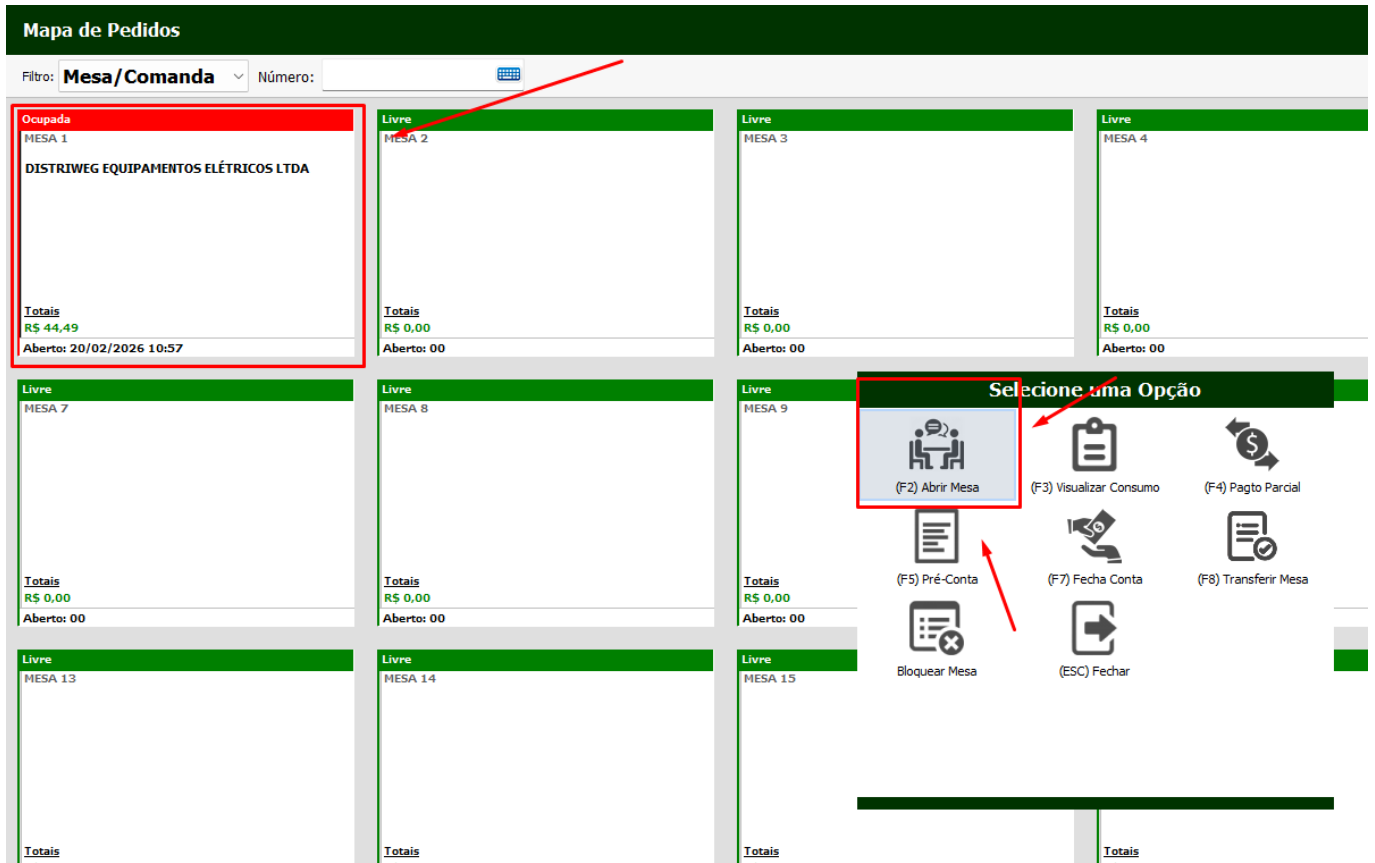 Mapa de Pedidos
Filtro: Mesa/Comanda Número:
Ocupada
MESA 1
DISTRIWEG EQUIPAMENTOS ELÉTRICOS LTDA
Totais
R$ 44,49
Aberto: 20/02/2026 10:57
Livre
MESA 2
Totais
R$ 0,00
Aberto: 00
Livre
MESA 3
Totais
R$ 0,00
Aberto: 00
Livre
MESA 4
Totais
R$ 0,00
Aberto: 00
Livre
MESA 7
Totais
R$ 0,00
Aberto: 00
Livre
MESA 8
Totais
R$ 0,00
Aberto: 00
Livre
MESA 9
Totais
R$ 0,00
Aberto: 00
Selecione uma Opção
(F2) Abrir Mesa
(F3) Visualizar Consumo
(F4) Pagto Parcial
(F5) Pré-Conta
(F7) Fecha Conta
(F8) Transferir Mesa
Bloquear Mesa
(ESC) Fechar
Livre
MESA 13
Totais
Livre
MESA 14
Totais
Livre
MESA 15
Totais
Totais